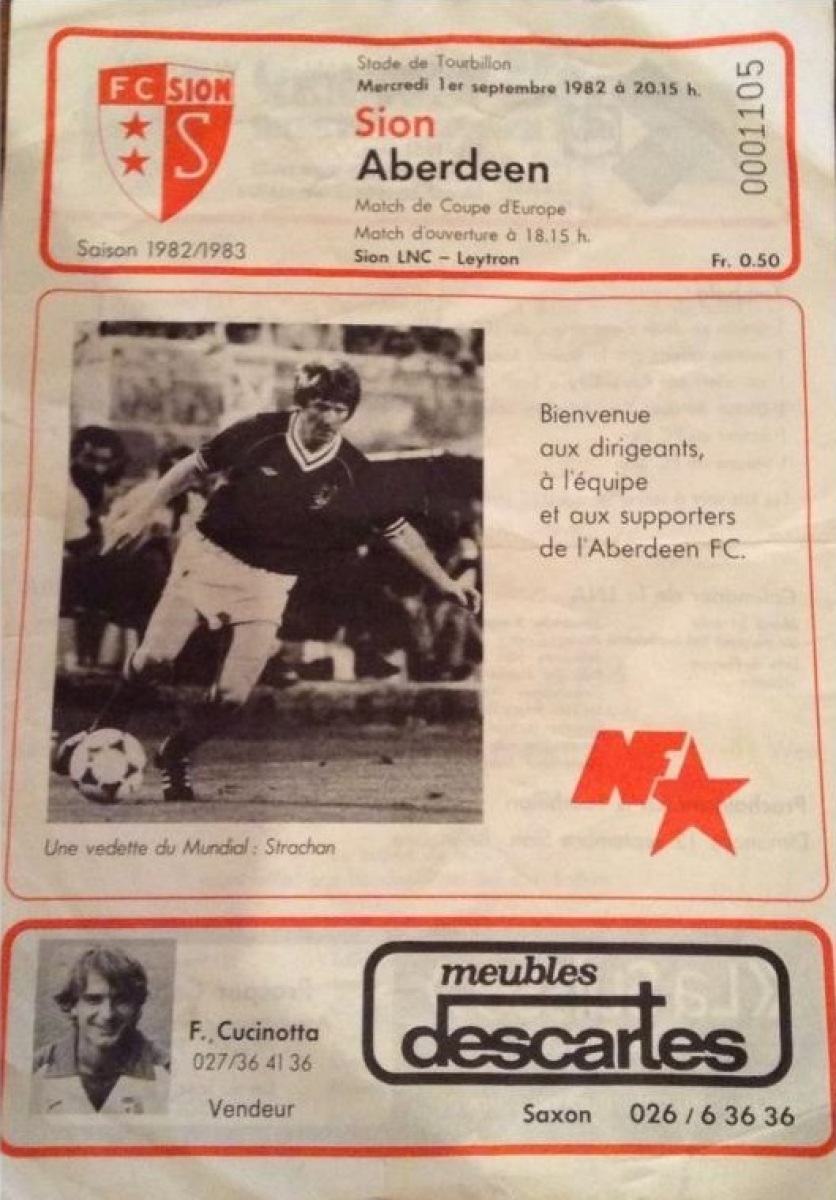 FC SION
S
Saison 1982/1983
Stade de Tourbillon
Mercredi 1er septembre 1982 à 20.15 h.
Sion
Aberdeen
Match de Coupe d'Europe
Match d'ouverture à 18.15 h.
Sion LNC – Leytron
0001105
Fr. 0.50
Bienvenue
aux dirigeants,
à l'équipe
et aux supporters
de l'Aberdeen FC.
Une vedette du Mundial : Strachan
F. Cucinotta
027/36 41 36
Vendeur
meubles
descartes
Saxon 026 / 6 36 36